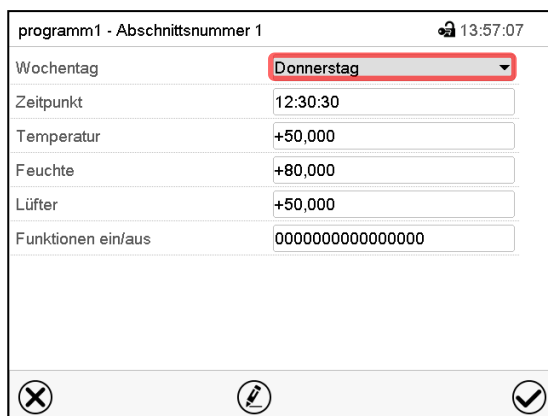 programm1 - Abschnittsnummer 1 13:57:07
Wochentag Donnerstag
Zeitpunkt 12:30:30
Temperatur +50,000
Feuchte +80,000
Lüfter +50,000
Funktionen ein/aus 0000000000000000